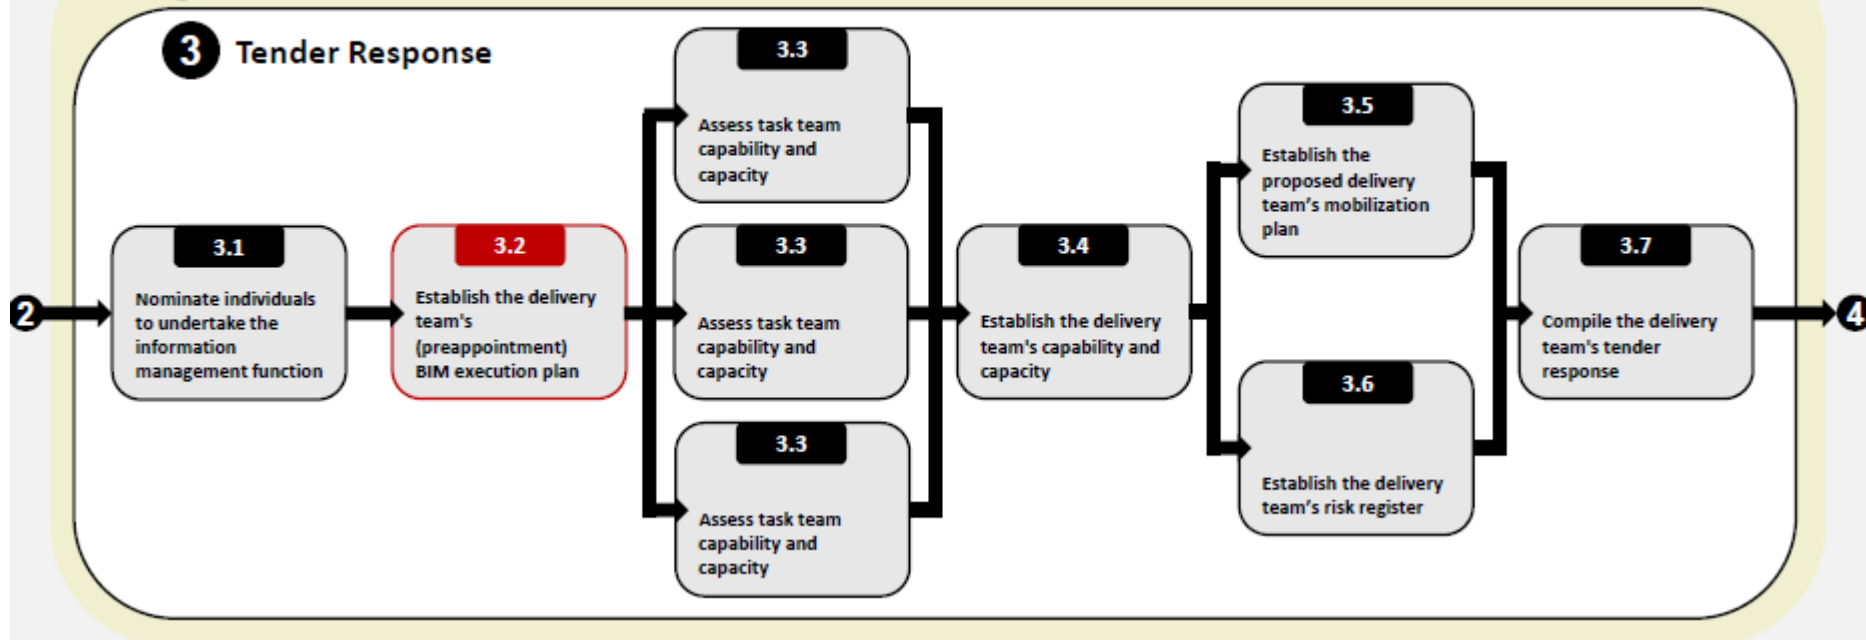 3 Tender Response
2
3.1
Nominate individuals
to undertake the
information
management function
3.2
Establish the delivery
team's
(preappointment)
BIM execution plan
3.3
Assess task team
capability and
capacity
3.3
Assess task team
capability and
capacity
3.3
Assess task team
capability and
capacity
3.4
Establish the delivery
team's capability and
capacity
3.5
Establish the
proposed delivery
team’s mobilization
plan
3.6
Establish the delivery
team’s risk register
3.7
Compile the delivery
team's tender
response
4